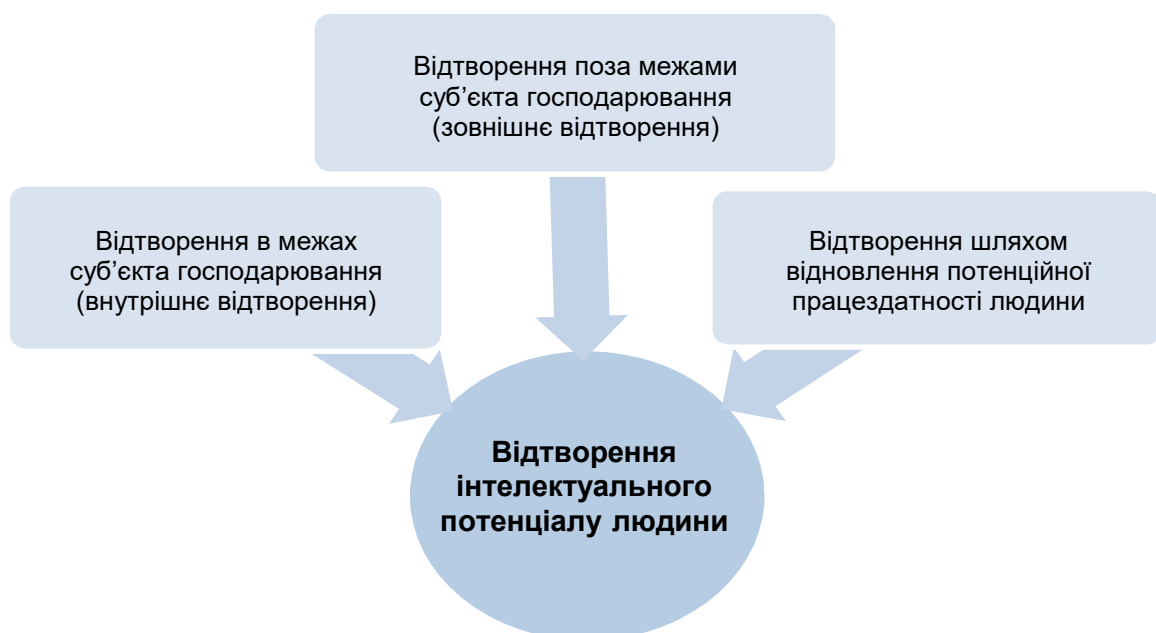 Відтворення поза межами
суб’єкта господарювання
(зовнішнє відтворення)
Відтворення в межах
суб’єкта господарювання
(внутрішнє відтворення)
Відтворення шляхом
відновлення потенційної
працездатності людини
Відтворення
інтелектуального
потенціалу людини